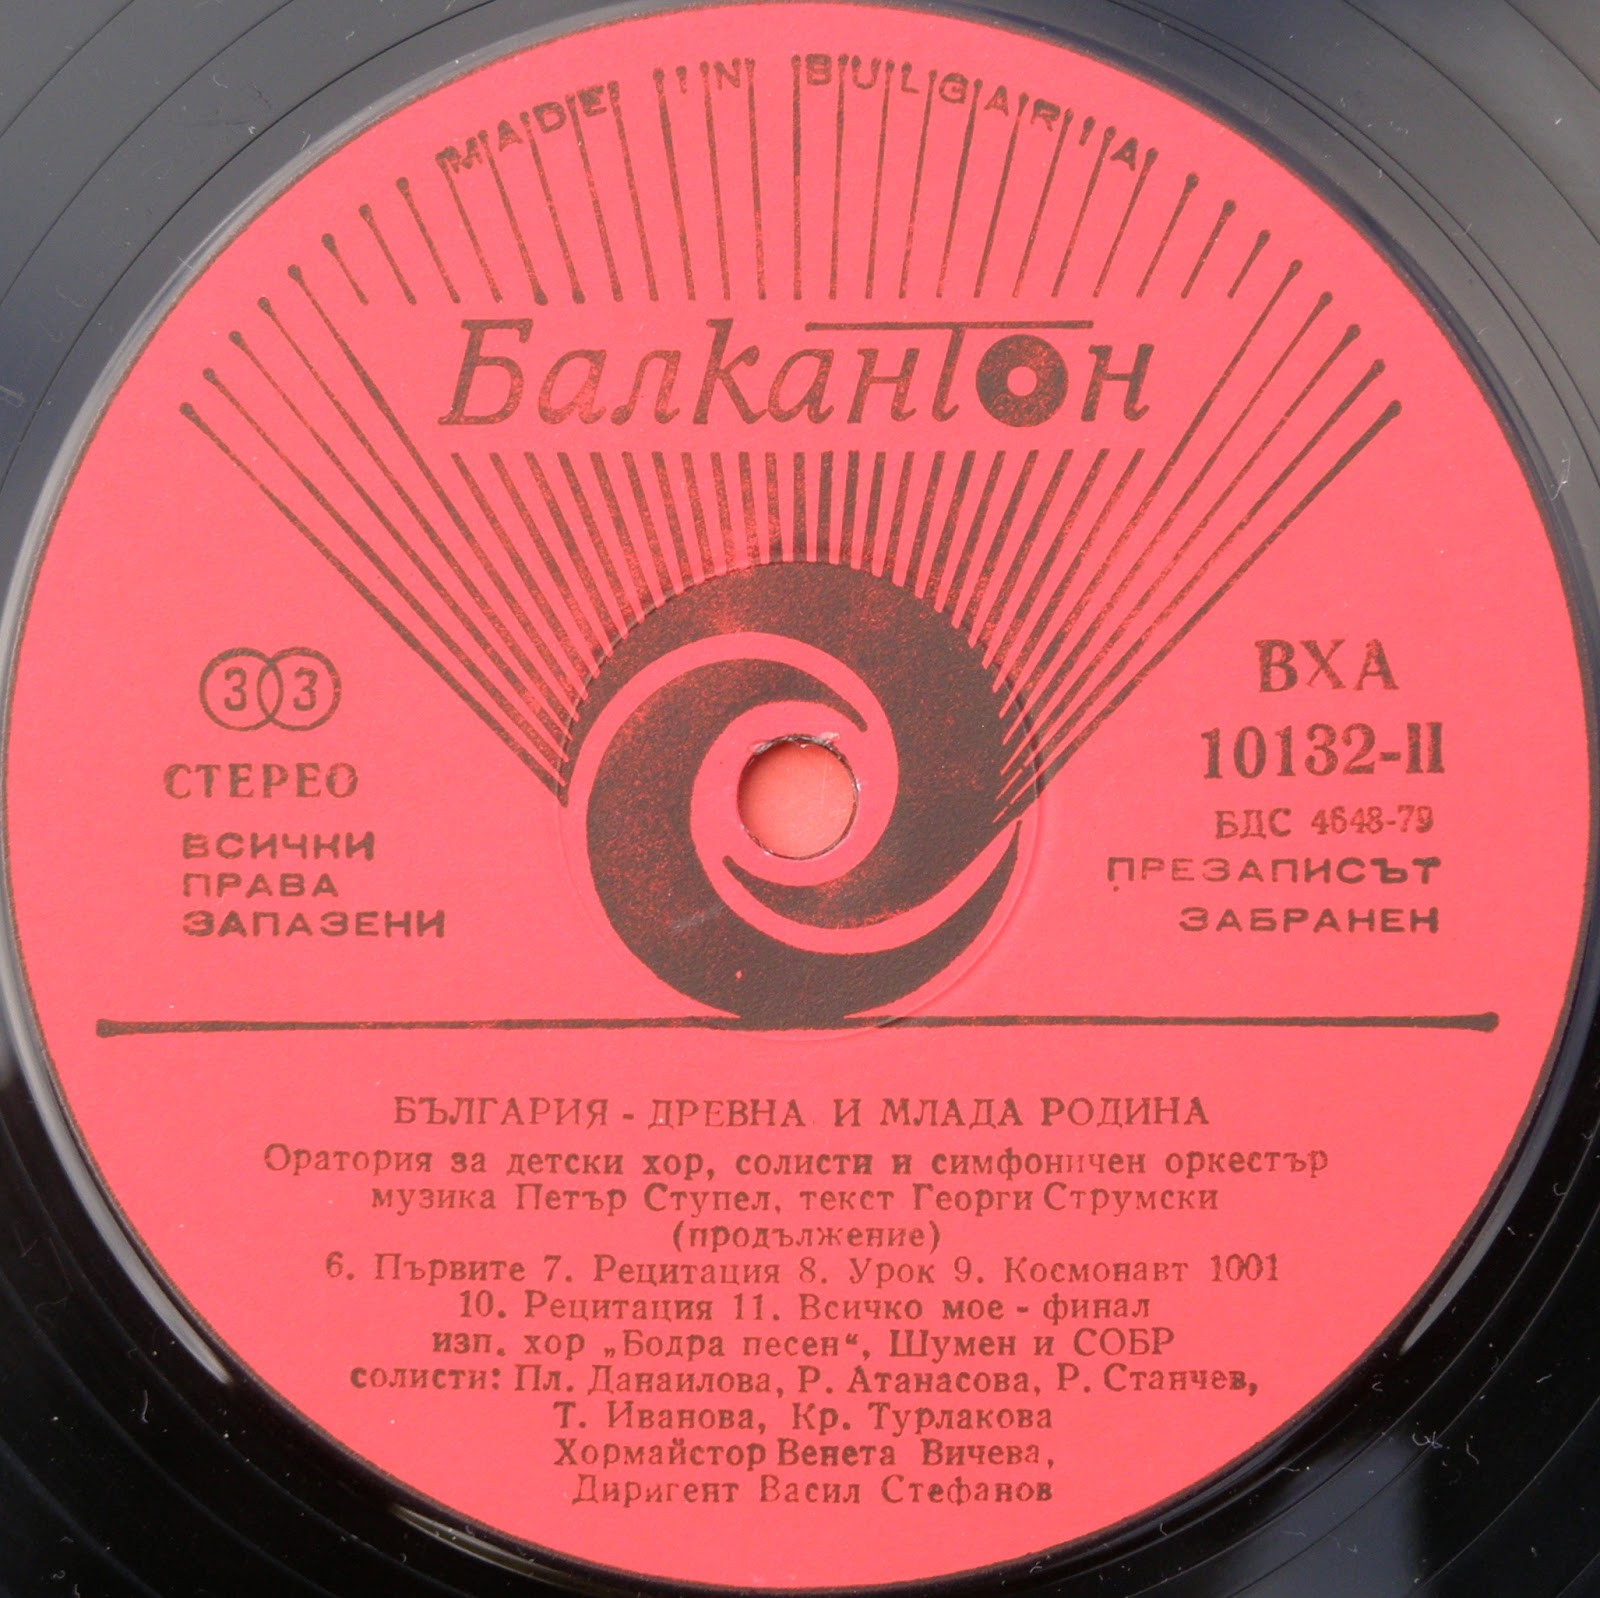 MADE IN BULGARIA
Балкантон
33
СТЕРЕО
ВСИЧКИ
ПРАВА
ЗАПАЗЕНИ
ВХА
10132-II
БДС 4648-79
ПРЕЗАПИСЪТ
ЗАБРАНЕН
БЪЛГАРИЯ - ДРЕВНА И МЛАДА РОДИНА
Оратория за детски хор, солисти и симфоничен оркестър
музика Петър Ступел, текст Георги Струмски
(продължение)
6. Първите 7. Рецитация 8. Урок 9. Космонавт 1001
10. Рецитация 11. Всичко мое - финал
изп. хор „Бодра песен“, Шумен и СОБР
солисти: Пл. Данаилова, Р. Атанасова, Р. Станчев,
Т. Иванова, Кр. Турлакова
Хормайстор Венета Вичева,
Диригент Васил Стефанов